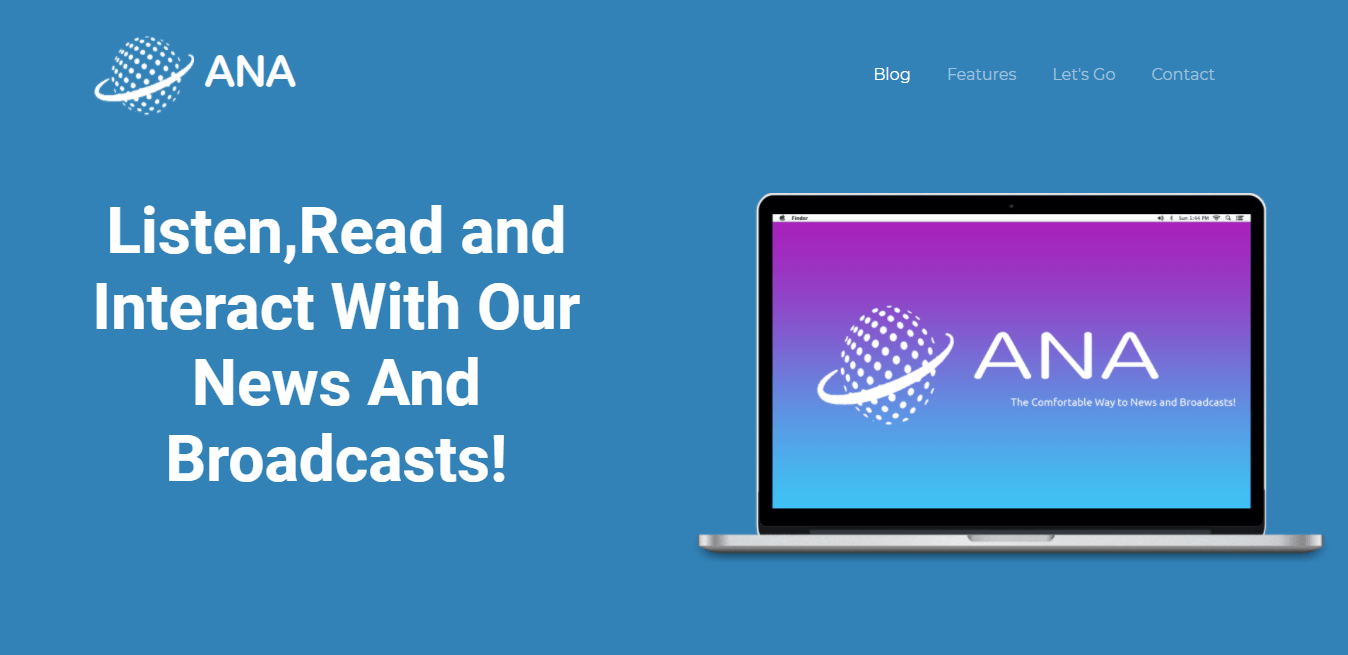 ANA
Blog Features Let's Go Contact
Listen,Read and
Interact With Our
News And
Broadcasts!
Finder
Sun 1:44 PM
ANA
The Comfortable Way to News and Broadcasts!